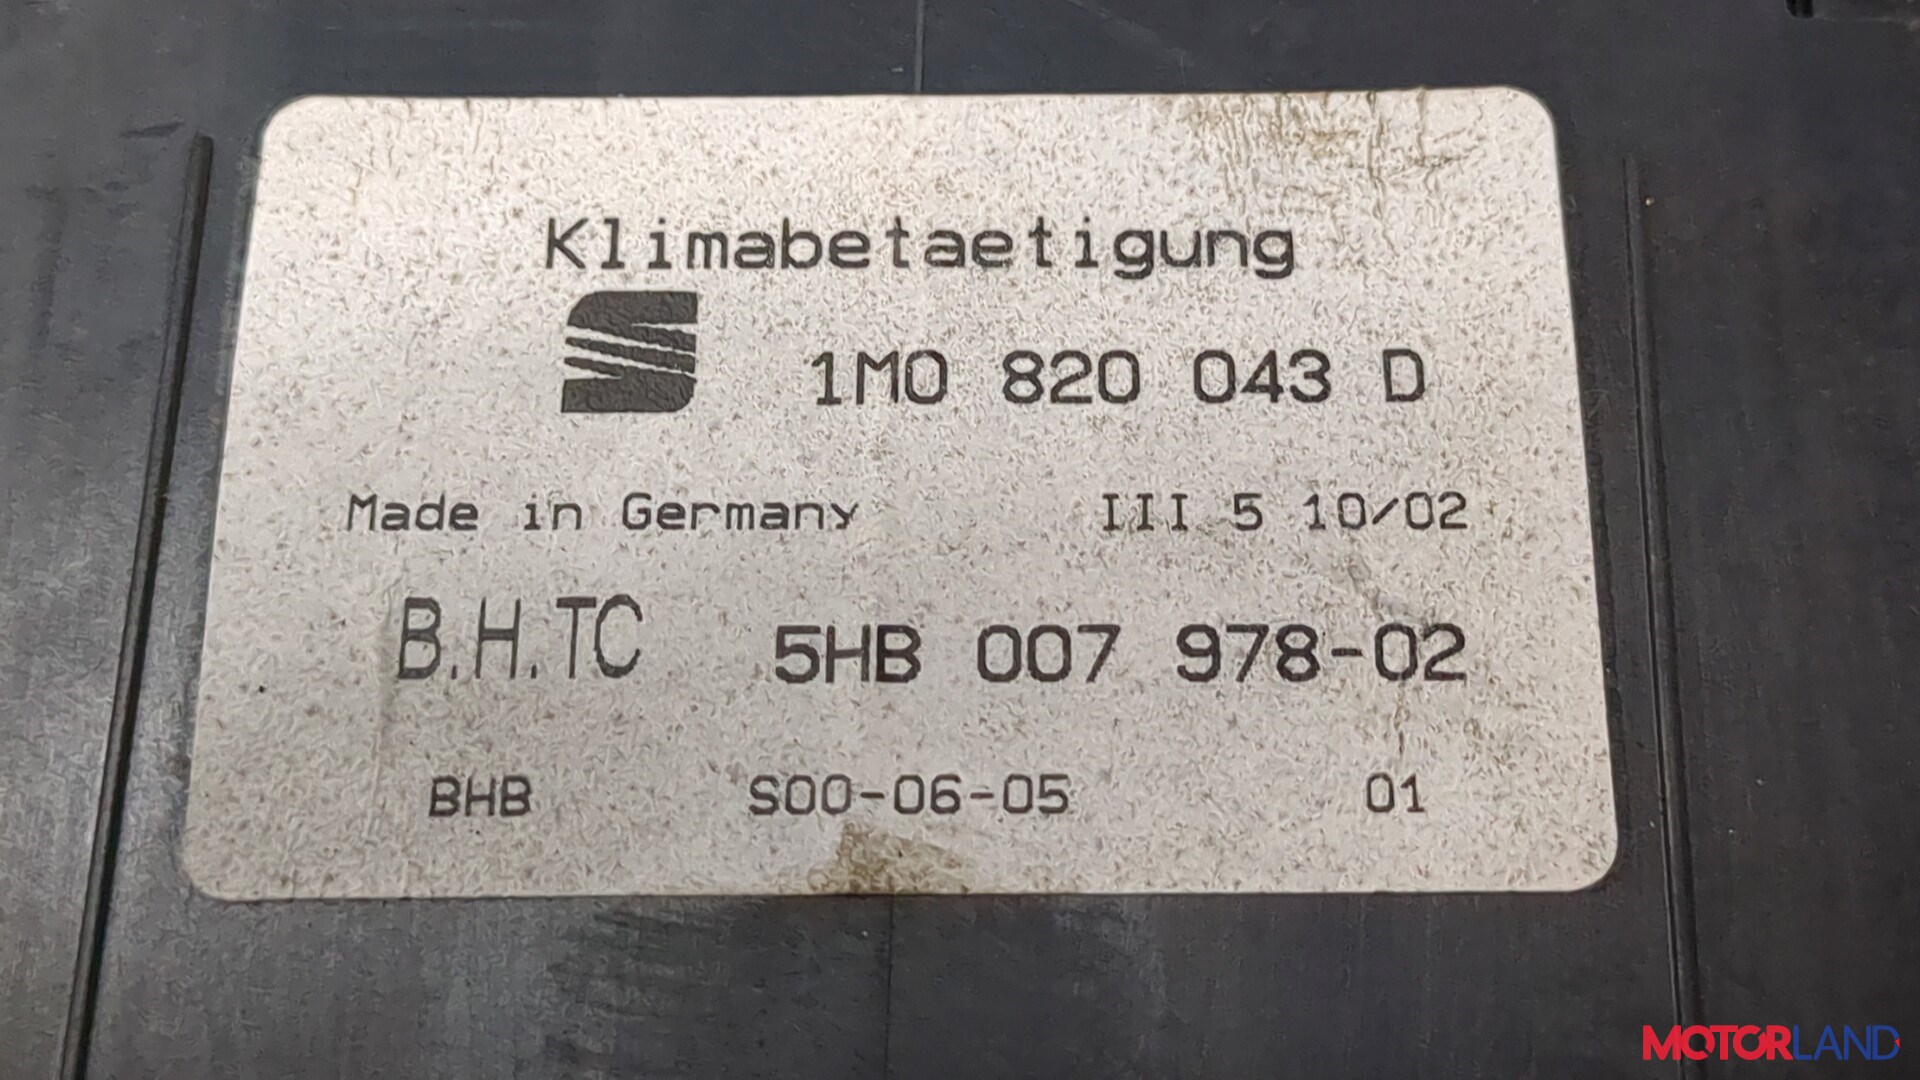 Klimabetaetigung
1M0 820 043 D
Made in Germany III 5 10/02
B.H.TC 5HB 007 978-02
BHB S00-06-05 01
MOTORLAND